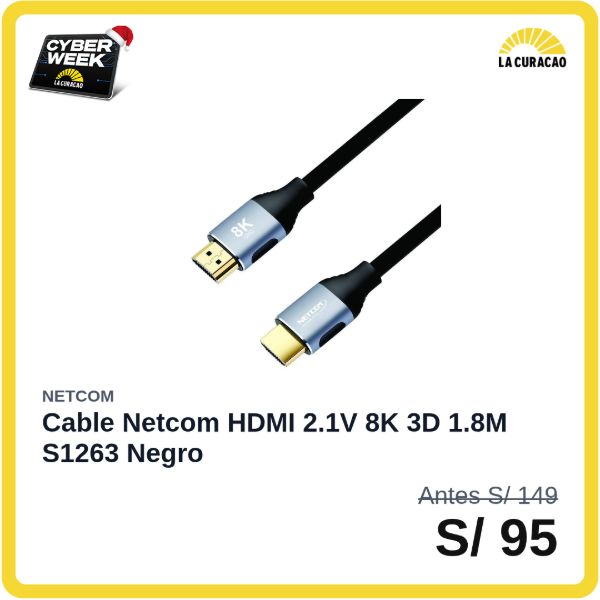 CYBER
WEEK
LA CURACAO
LA CURACAO
8K
NETCOM
NETCOM
Cable Netcom HDMI 2.1V 8K 3D 1.8M
S1263 Negro
Antes S/ 149
S/ 95